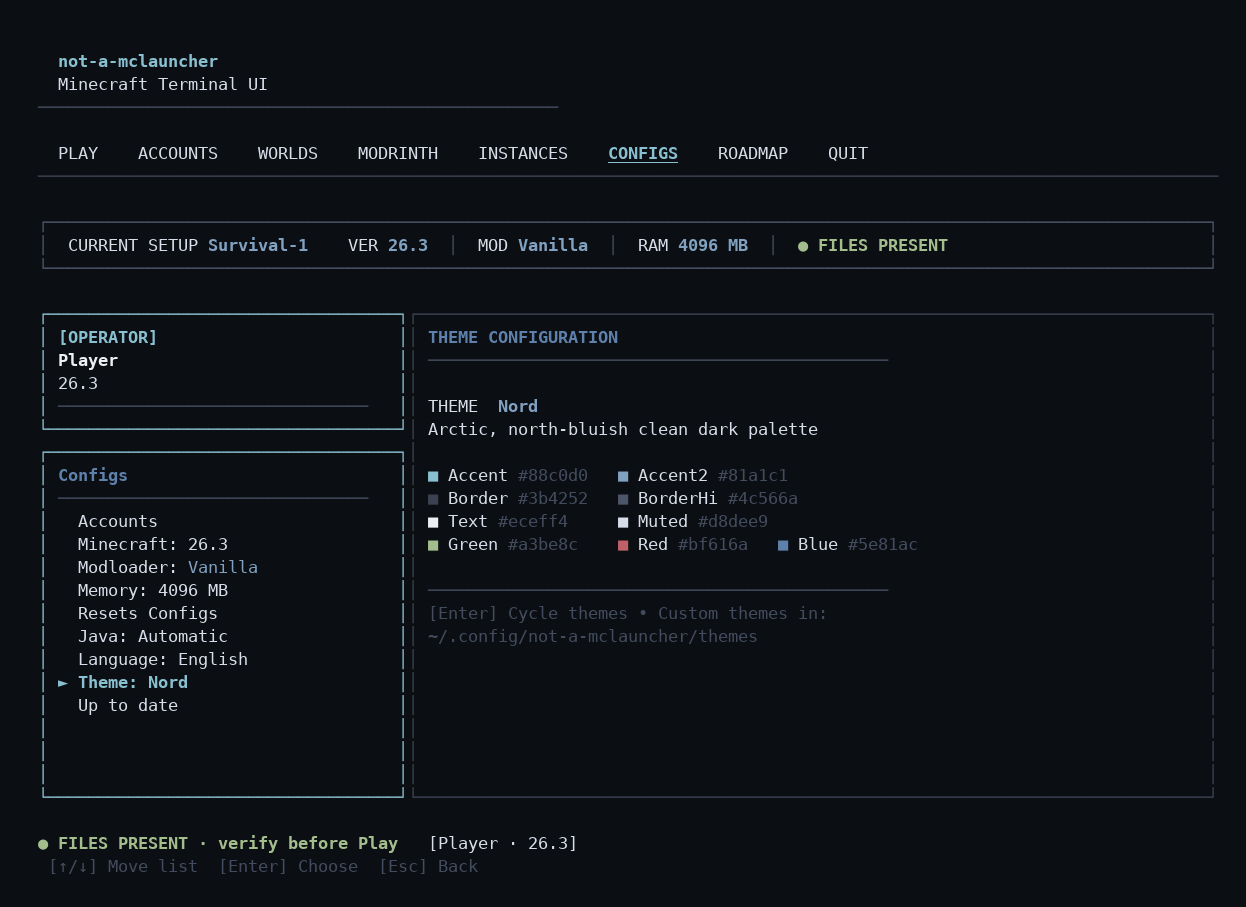 not-a-mclauncher
Minecraft Terminal UI
PLAY ACCOUNTS WORLDS MODRINTH INSTANCES CONFIGS ROADMAP QUIT
CURRENT SETUP Survival-1 VER 26.3 │ MOD Vanilla │ RAM 4096 MB │ ● FILES PRESENT
[OPERATOR]
Player
26.3
Configs
Accounts
Minecraft: 26.3
Modloader: Vanilla
Memory: 4096 MB
Resets Configs
Java: Automatic
Language: English
► Theme: Nord
Up to date
THEME CONFIGURATION
THEME Nord
Arctic, north-bluish clean dark palette
■ Accent #88c0d0 ■ Accent2 #81a1c1
■ Border #3b4252 ■ BorderHi #4c566a
■ Text #eceff4 ■ Muted #d8dee9
■ Green #a3be8c ■ Red #bf616a ■ Blue #5e81ac
[Enter] Cycle themes • Custom themes in:
~/.config/not-a-mclauncher/themes
● FILES PRESENT · verify before Play [Player · 26.3]
[↑/↓] Move list [Enter] Choose [Esc] Back